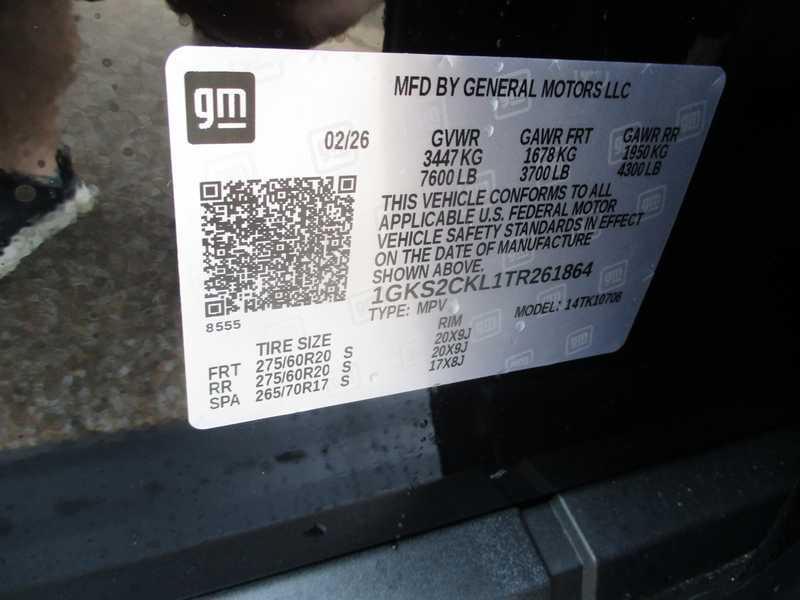 gm
MFD BY GENERAL MOTORS LLC
02/26
GVWR GAWR FRT GAWR RR
3447 KG 1678 KG 1950 KG
7600 LB 3700 LB 4300 LB
THIS VEHICLE CONFORMS TO ALL
APPLICABLE U.S. FEDERAL MOTOR
VEHICLE SAFETY STANDARDS IN EFFECT
ON THE DATE OF MANUFACTURE
SHOWN ABOVE.
1GKS2CKL1TR261864
TYPE: MPV MODEL: 14TK10706
8555
TIRE SIZE RIM
FRT 275/60R20 S 20X9J
RR 275/60R20 S 20X9J
SPA 265/70R17 S 17X8J